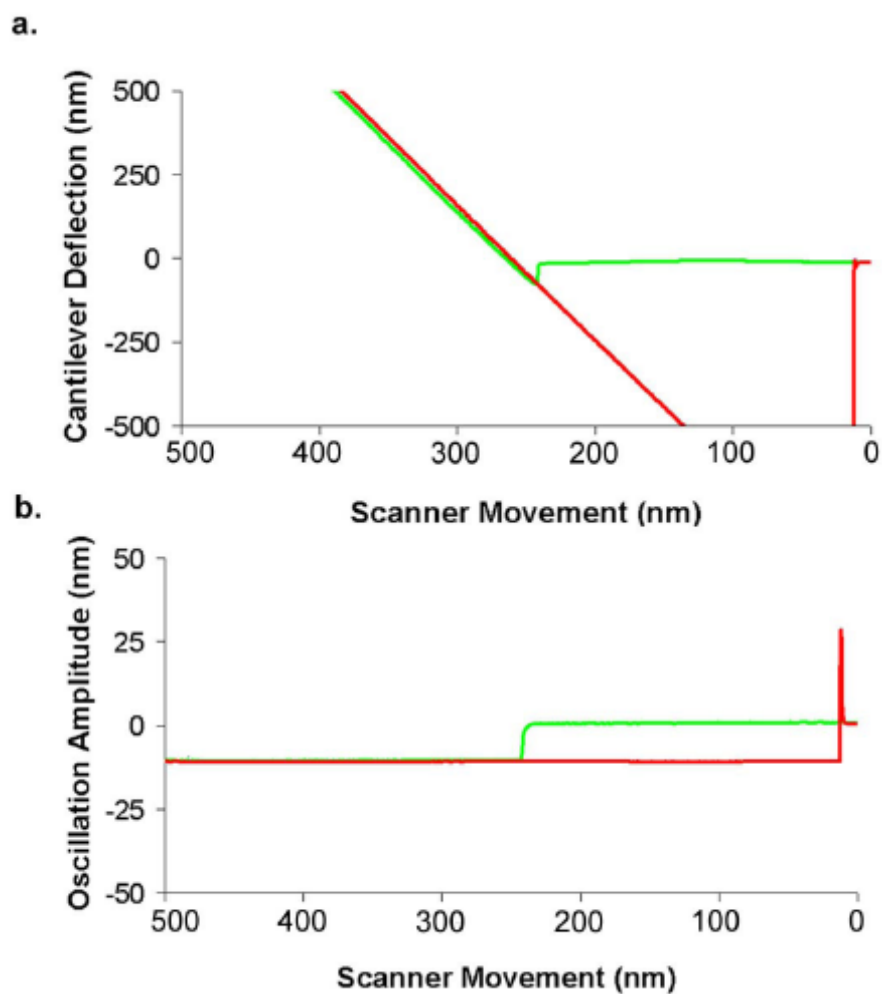 a.
Cantilever Deflection (nm)
500
250
0
-250
-500
500 400 300 200 100 0
Scanner Movement (nm)
b.
Oscillation Amplitude (nm)
50
25
0
-25
-50
500 400 300 200 100 0
Scanner Movement (nm)